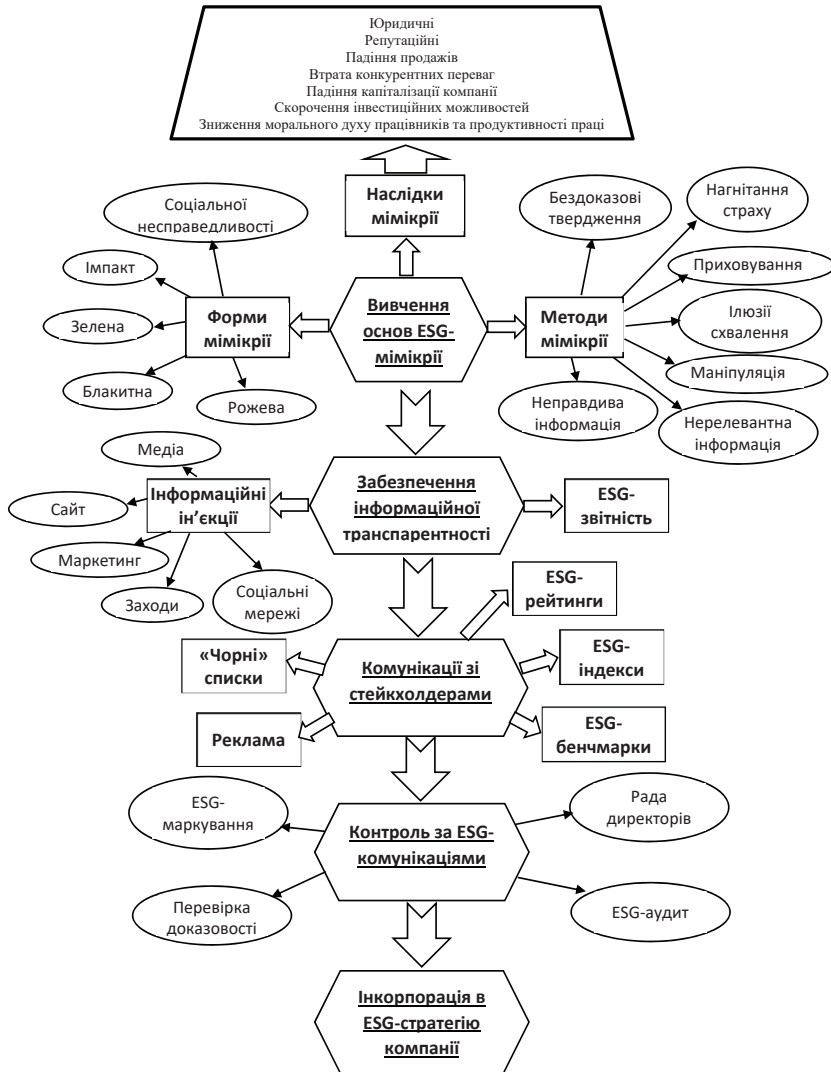 Юридичні
Репутаційні
Падіння продажів
Втрата конкурентних переваг
Падіння капіталізації компанії
Скорочення інвестиційних можливостей
Зниження морального духу працівників та продуктивності праці
Наслідки
мімікрії
Соціальної
несправедливості
Імпакт
Зелена
Блакитна
Рожева
Форми
мімікрії
Вивчення
основ ESG-
мімікрії
Методи
мімікрії
Бездоказові
твердження
Нагнітання
страху
Приховування
Ілюзії
схвалення
Маніпуляція
Нерелевантна
інформація
Неправдива
інформація
Медіа
Сайт
Маркетинг
Заходи
Соціальні
мережі
Інформаційні
ін’єкції
Забезпечення
інформаційної
транспарентності
ESG-
звітність
ESG-
рейтинги
«Чорні»
списки
Комунікації зі
стейкхолдерами
ESG-
індекси
Реклама
ESG-
бенчмарки
ESG-
маркування
Контроль за ESG-
комунікаціями
Рада
директорів
Перевірка
доказовості
ESG-аудит
Інкорпорація в
ESG-стратегію
компанії